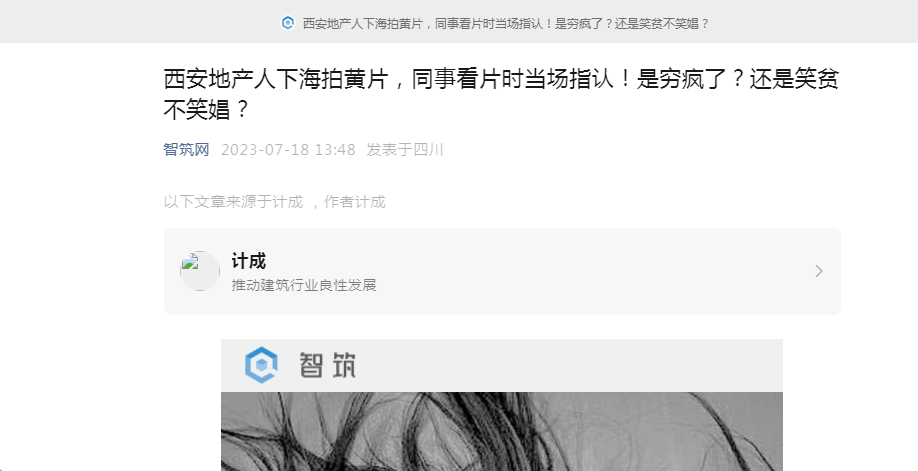 西安地产人下海拍黄片，同事看片时当场指认！是穷疯了？还是笑贫不笑娼？
西安地产人下海拍黄片，同事看片时当场指认！是穷疯了？还是笑贫
不笑娼？
智筑网 2023-07-18 13:48 发表于四川
以下文章来源于计成 ，作者计成
计成
推动建筑行业良性发展
智筑